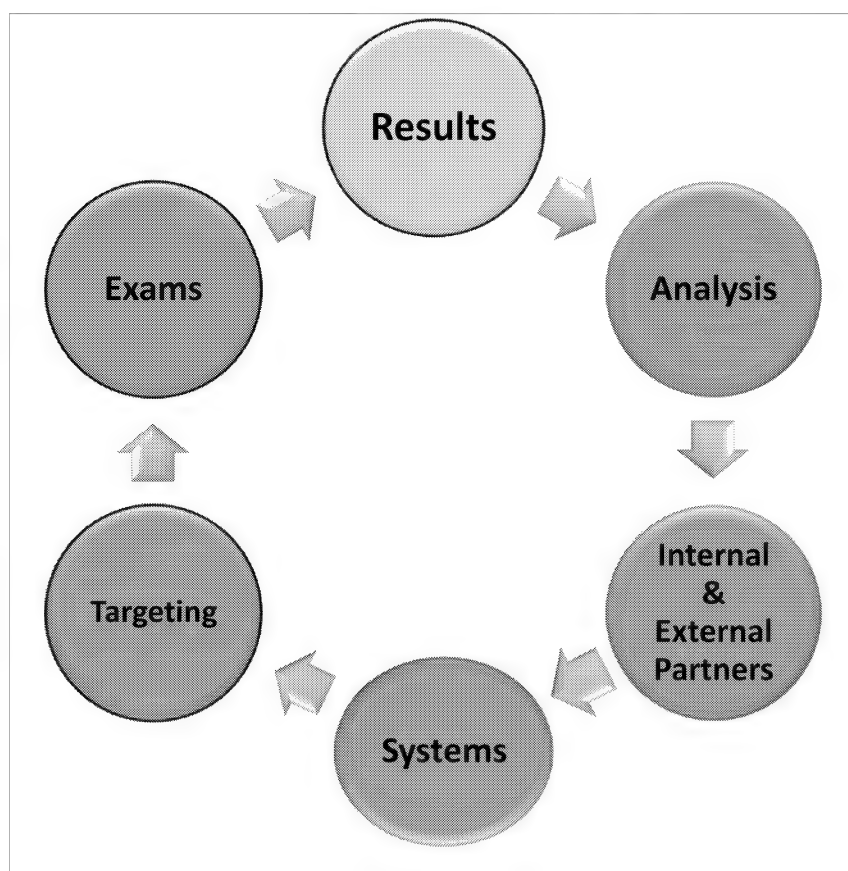 Results
Analysis
Internal
&
External
Partners
Systems
Targeting
Exams